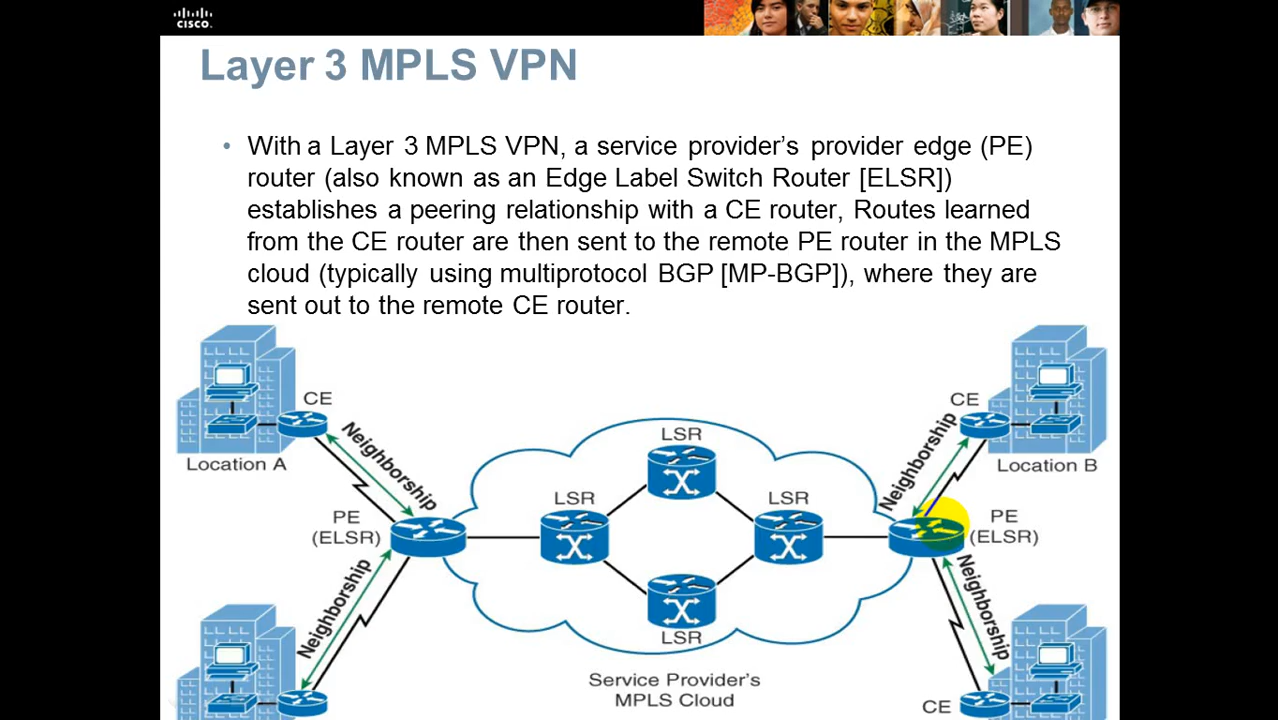 CISCO
Layer 3 MPLS VPN
• With a Layer 3 MPLS VPN, a service provider's provider edge (PE)
router (also known as an Edge Label Switch Router [ELSR])
establishes a peering relationship with a CE router, Routes learned
from the CE router are then sent to the remote PE router in the MPLS
cloud (typically using multiprotocol BGP [MP-BGP]), where they are
sent out to the remote CE router.
CE
Neighborship
Location A
PE
(ELSR)
Neighborship
LSR
LSR
LSR
LSR
Service Provider's
MPLS Cloud
CE
Neighborship
Location B
PE
(ELSR)
Neighborship
CE